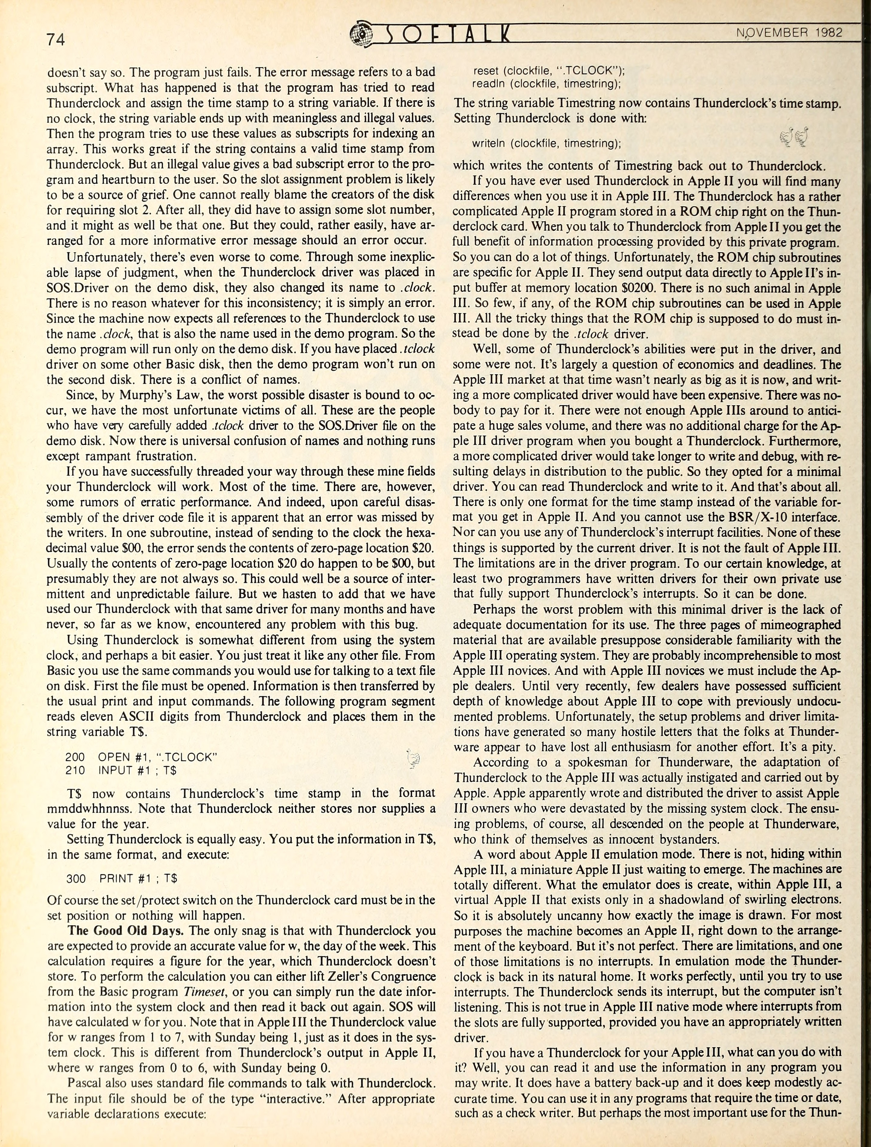 74
SOFTALK
NOVEMBER 1982
doesn't say so. The program just fails. The error message refers to a bad
subscript. What has happened is that the program has tried to read
Thunderclock and assign the time stamp to a string variable. If there is
no clock, the string variable ends up with meaningless and illegal values.
Then the program tries to use these values as subscripts for indexing an
array. This works great if the string contains a valid time stamp from
Thunderclock. But an illegal value gives a bad subscript error to the pro-
gram and heartburn to the user. So the slot assignment problem is likely
to be a source of grief. One cannot really blame the creators of the disk
for requiring slot 2. After all, they did have to assign some slot number,
and it might as well be that one. But they could, rather easily, have ar-
ranged for a more informative error message should an error occur.
Unfortunately, there's even worse to come. Through some inexplic-
able lapse of judgment, when the Thunderclock driver was placed in
SOS.Driver on the demo disk, they also changed its name to .clock.
There is no reason whatever for this inconsistency; it is simply an error.
Since the machine now expects all references to the Thunderclock to use
the name .clock, that is also the name used in the demo program. So the
demo program will run only on the demo disk. If you have placed .tclock
driver on some other Basic disk, then the demo program won't run on
the second disk. There is a conflict of names.
Since, by Murphy's Law, the worst possible disaster is bound to oc-
cur, we have the most unfortunate victims of all. These are the people
who have very carefully added .tclock driver to the SOS.Driver file on the
demo disk. Now there is universal confusion of names and nothing runs
except rampant frustration.
If you have successfully threaded your way through these mine fields
your Thunderclock will work. Most of the time. There are, however,
some rumors of erratic performance. And indeed, upon careful disas-
sembly of the driver code file it is apparent that an error was missed by
the writers. In one subroutine, instead of sending to the clock the hexa-
decimal value $00, the error sends the contents of zero-page location $20.
Usually the contents of zero-page location $20 do happen to be $00, but
presumably they are not always so. This could well be a source of inter-
mittent and unpredictable failure. But we hasten to add that we have
used our Thunderclock with that same driver for many months and have
never, so far as we know, encountered any problem with this bug.
Using Thunderclock is somewhat different from using the system
clock, and perhaps a bit easier. You just treat it like any other file. From
Basic you use the same commands you would use for talking to a text file
on disk. First the file must be opened. Information is then transferred by
the usual print and input commands. The following program segment
reads eleven ASCII digits from Thunderclock and places them in the
string variable T$.
200 OPEN #1, ".TCLOCK"
210 INPUT #1 ; T$
T$ now contains Thunderclock's time stamp in the format
mmddwhhnnss. Note that Thunderclock neither stores nor supplies a
value for the year.
Setting Thunderclock is equally easy. You put the information in T$,
in the same format, and execute:
300 PRINT #1 ; T$
Of course the set/protect switch on the Thunderclock card must be in the
set position or nothing will happen.
The Good Old Days. The only snag is that with Thunderclock you
are expected to provide an accurate value for w, the day of the week. This
calculation requires a figure for the year, which Thunderclock doesn't
store. To perform the calculation you can either lift Zeller's Congruence
from the Basic program Timeset, or you can simply run the date infor-
mation into the system clock and then read it back out again. SOS will
have calculated w for you. Note that in Apple III the Thunderclock value
for w ranges from 1 to 7, with Sunday being 1, just as it does in the sys-
tem clock. This is different from Thunderclock's output in Apple II,
where w ranges from 0 to 6, with Sunday being 0.
Pascal also uses standard file commands to talk with Thunderclock.
The input file should be of the type "interactive." After appropriate
variable declarations execute:
reset (clockfile, ".TCLOCK");
readln (clockfile, timestring);
The string variable Timestring now contains Thunderclock's time stamp.
Setting Thunderclock is done with:
writeln (clockfile, timestring);
which writes the contents of Timestring back out to Thunderclock.
If you have ever used Thunderclock in Apple II you will find many
differences when you use it in Apple III. The Thunderclock has a rather
complicated Apple II program stored in a ROM chip right on the Thun-
derclock card. When you talk to Thunderclock from Apple II you get the
full benefit of information processing provided by this private program.
So you can do a lot of things. Unfortunately, the ROM chip subroutines
are specific for Apple II. They send output data directly to Apple II's in-
put buffer at memory location $0200. There is no such animal in Apple
III. So few, if any, of the ROM chip subroutines can be used in Apple
III. All the tricky things that the ROM chip is supposed to do must in-
stead be done by the .tclock driver.
Well, some of Thunderclock's abilities were put in the driver, and
some were not. It's largely a question of economics and deadlines. The
Apple III market at that time wasn't nearly as big as it is now, and writ-
ing a more complicated driver would have been expensive. There was no-
body to pay for it. There were not enough Apple IIIs around to antici-
pate a huge sales volume, and there was no additional charge for the Ap-
ple III driver program when you bought a Thunderclock. Furthermore,
a more complicated driver would take longer to write and debug, with re-
sulting delays in distribution to the public. So they opted for a minimal
driver. You can read Thunderclock and write to it. And that's about all.
There is only one format for the time stamp instead of the variable for-
mat you get in Apple II. And you cannot use the BSR/X-10 interface.
Nor can you use any of Thunderclock's interrupt facilities. None of these
things is supported by the current driver. It is not the fault of Apple III.
The limitations are in the driver program. To our certain knowledge, at
least two programmers have written drivers for their own private use
that fully support Thunderclock's interrupts. So it can be done.
Perhaps the worst problem with this minimal driver is the lack of
adequate documentation for its use. The three pages of mimeographed
material that are available presuppose considerable familiarity with the
Apple III operating system. They are probably incomprehensible to most
Apple III novices. And with Apple III novices we must include the Ap-
ple dealers. Until very recently, few dealers have possessed sufficient
depth of knowledge about Apple III to cope with previously undocu-
mented problems. Unfortunately, the setup problems and driver limita-
tions have generated so many hostile letters that the folks at Thunder-
ware appear to have lost all enthusiasm for another effort. It's a pity.
According to a spokesman for Thunderware, the adaptation of
Thunderclock to the Apple III was actually instigated and carried out by
Apple. Apple apparently wrote and distributed the driver to assist Apple
III owners who were devastated by the missing system clock. The ensu-
ing problems, of course, all descended on the people at Thunderware,
who think of themselves as innocent bystanders.
A word about Apple II emulation mode. There is not, hiding within
Apple III, a miniature Apple II just waiting to emerge. The machines are
totally different. What the emulator does is create, within Apple III, a
virtual Apple II that exists only in a shadowland of swirling electrons.
So it is absolutely uncanny how exactly the image is drawn. For most
purposes the machine becomes an Apple II, right down to the arrange-
ment of the keyboard. But it's not perfect. There are limitations, and one
of those limitations is no interrupts. In emulation mode the Thunder-
clock is back in its natural home. It works perfectly, until you try to use
interrupts. The Thunderclock sends its interrupt, but the computer isn't
listening. This is not true in Apple III native mode where interrupts from
the slots are fully supported, provided you have an appropriately written
driver.
If you have a Thunderclock for your Apple III, what can you do with
it? Well, you can read it and use the information in any program you
may write. It does have a battery back-up and it does keep modestly ac-
curate time. You can use it in any programs that require the time or date,
such as a check writer. But perhaps the most important use for the Thun-